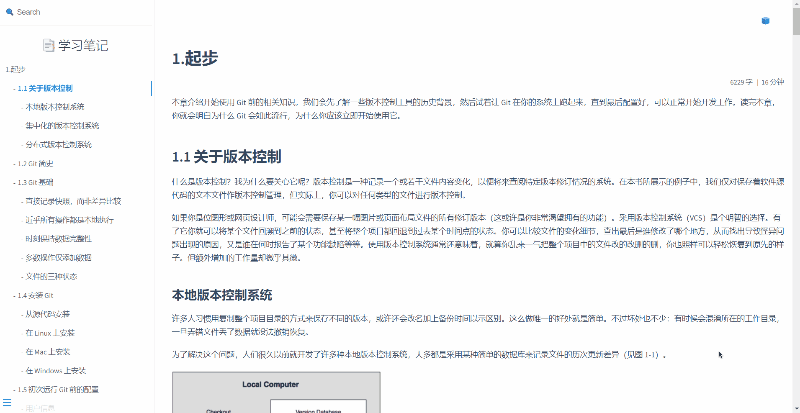 Search
学习笔记
1.起步
- 1.1 关于版本控制
- 本地版本控制系统
- 集中化的版本控制系统
- 分布式版本控制系统
- 1.2 Git 简史
- 1.3 Git 基础
- 直接记录快照，而非差异比较
- 近乎所有操作都是本地执行
- 时刻保持数据完整性
- 多数操作仅添加数据
- 文件的三种状态
- 1.4 安装 Git
- 从源代码安装
- 在 Linux 上安装
- 在 Mac 上安装
- 在 Windows 上安装
- 1.5 初次运行 Git 前的配置
- 用户信息
1.起步
6229 字 | 16 分钟
本章介绍开始使用 Git 前的相关知识。我们会先了解一些版本控制工具的历史背景，然后试着让 Git 在你的系统上跑起来，直到最后配置好，可以正常开始开发工作。读完本章，
你就会明白为什么 Git 会如此流行，为什么你应该立即开始使用它。
1.1 关于版本控制
什么是版本控制？我为什么要关心它呢？版本控制是一种记录一个或若干文件内容变化，以便将来查阅特定版本修订情况的系统。在本书所展示的例子中，我们仅对保存着软件源
代码的文本文件作版本控制管理，但实际上，你可以对任何类型的文件进行版本控制。
如果你是位图形或网页设计师，可能会需要保存某一幅图片或页面布局文件的所有修订版本（这或许是你非常渴望拥有的功能）。采用版本控制系统（VCS）是个明智的选择。有
了它你就可以将某个文件回溯到之前的状态，甚至将整个项目都回退到过去某个时间点的状态。你可以比较文件的变化细节，查出最后是谁修改了哪个地方，从而找出导致怪异问
题出现的原因，又是谁在何时报告了某个功能缺陷等等。使用版本控制系统通常还意味着，就算你乱来一气把整个项目中的文件改的改删的删，你也照样可以轻松恢复到原先的样
子。但额外增加的工作量却微乎其微。
本地版本控制系统
许多人习惯用复制整个项目目录的方式来保存不同的版本，或许还会改名加上备份时间以示区别。这么做唯一的好处就是简单。不过坏处也不少：有时候会混淆所在的工作目录，
一旦弄错文件丢了数据就没法撤销恢复。
为了解决这个问题，人们很久以前就开发了许多种本地版本控制系统，大多都是采用某种简单的数据库来记录文件的历次更新差异（见图 1-1）。
Local Computer
Checkout
Version Database